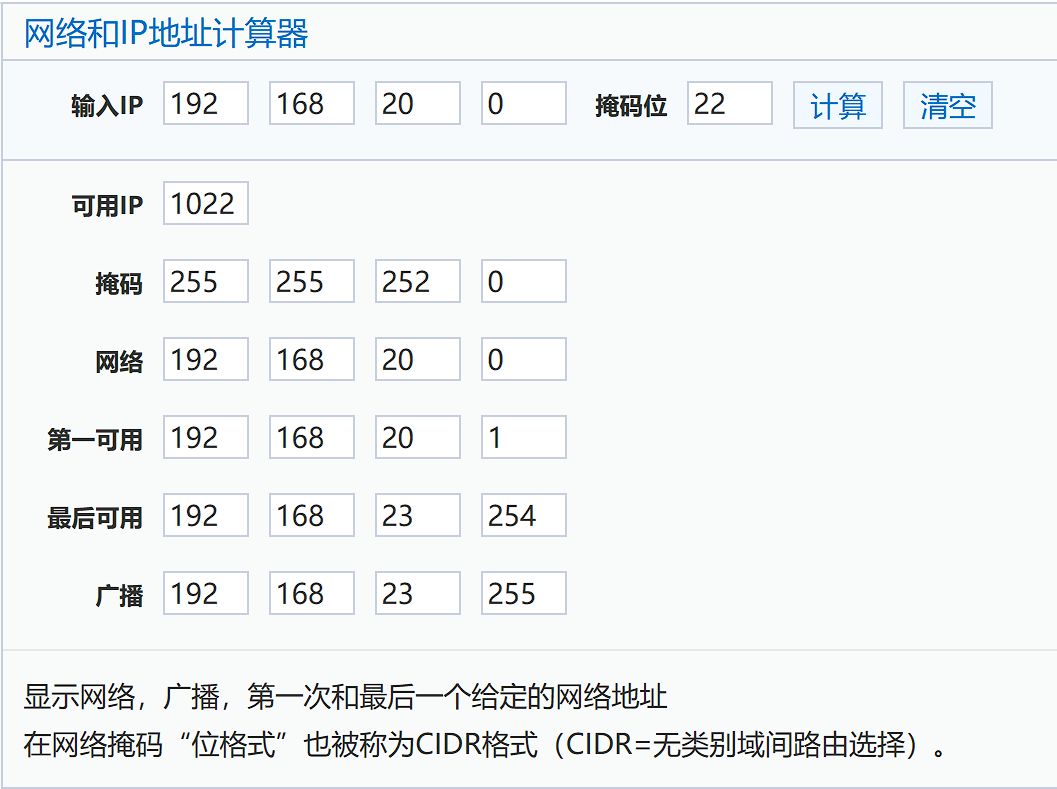 网络和IP地址计算器
输入IP 192 168 20 0 掩码位 22 计算 清空
可用IP 1022
掩码 255 255 252 0
网络 192 168 20 0
第一可用 192 168 20 1
最后可用 192 168 23 254
广播 192 168 23 255
显示网络，广播，第一次和最后一个给定的网络地址
在网络掩码“位格式”也被称为CIDR格式（CIDR=无类别域间路由选择）。